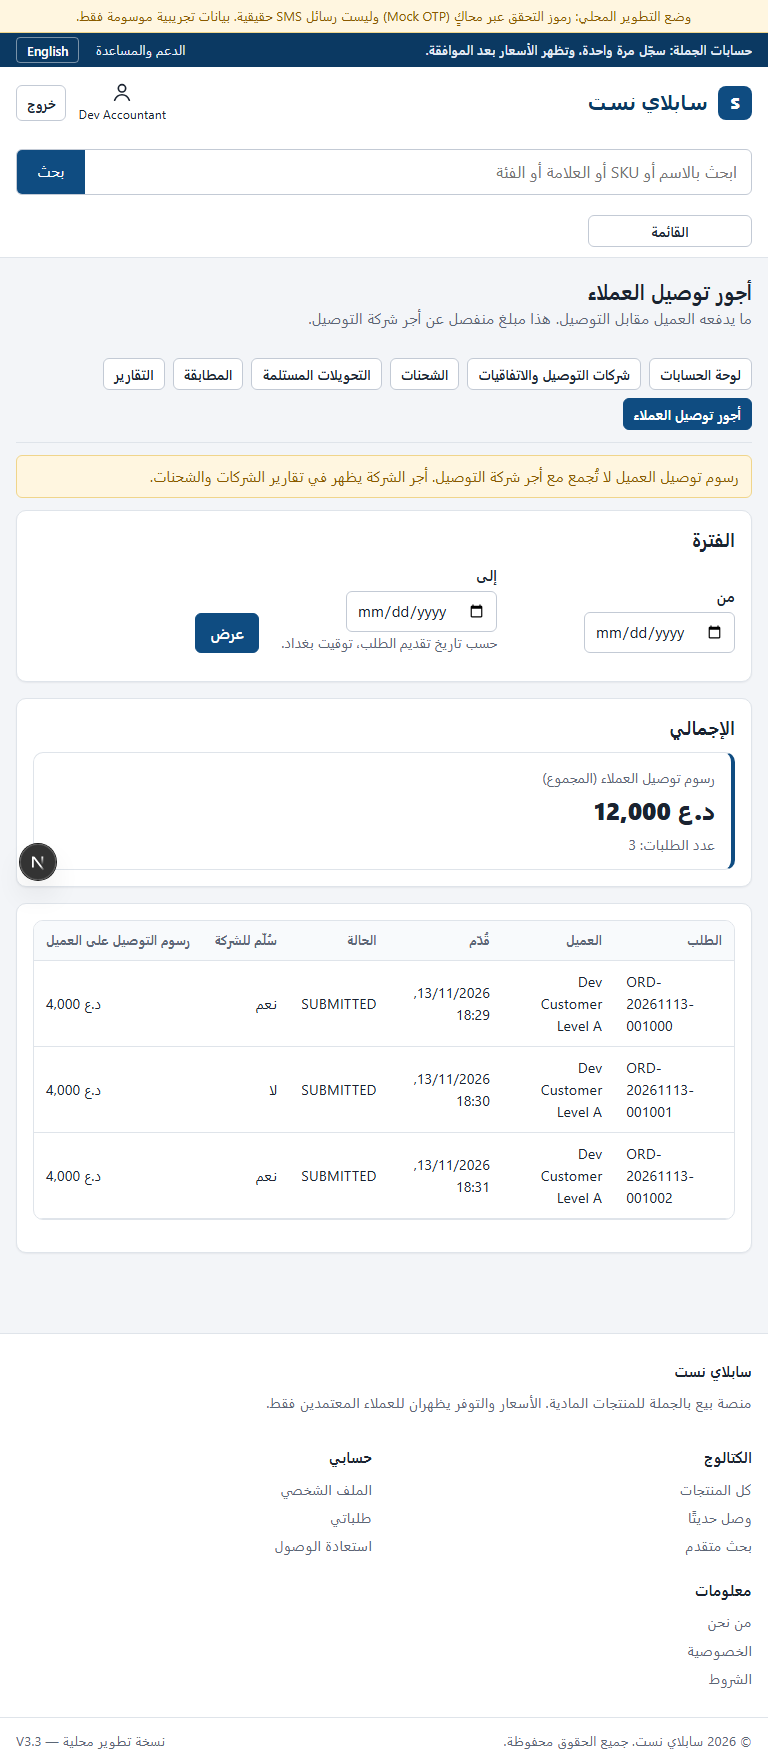 وضع التطوير المحلي: رموز التحقق عبر محاكٍ (Mock OTP) وليست رسائل SMS حقيقية. بيانات تجريبية موسومة فقط.
حسابات الجملة: سجّل مرة واحدة، وتظهر الأسعار بعد الموافقة.
الدعم والمساعدة
English
S
سابلاي نست
Dev Accountant
خروج
ابحث بالاسم أو SKU أو العلامة أو الفئة
بحث
القائمة
أجور توصيل العملاء
ما يدفعه العميل مقابل التوصيل. هذا مبلغ منفصل عن أجر شركة التوصيل.
لوحة الحسابات
شركات التوصيل والاتفاقيات
الشحنات
التحويلات المستلمة
المطابقة
التقارير
أجور توصيل العملاء
رسوم توصيل العميل لا تُجمع مع أجر شركة التوصيل. أجر الشركة يظهر في تقارير الشركات والشحنات.
الفترة
من
mm/dd/yyyy
إلى
mm/dd/yyyy
حسب تاريخ تقديم الطلب، توقيت بغداد.
عرض
الإجمالي
رسوم توصيل العملاء (المجموع)
د.ع 12,000
عدد الطلبات: 3
N
الطلب العميل قُدّم الحالة سُلّم للشركة رسوم التوصيل على العميل
ORD-20261113-001000 Dev Customer Level A 13/11/2026, 18:29 SUBMITTED نعم د.ع 4,000
ORD-20261113-001001 Dev Customer Level A 13/11/2026, 18:30 SUBMITTED لا د.ع 4,000
ORD-20261113-001002 Dev Customer Level A 13/11/2026, 18:31 SUBMITTED نعم د.ع 4,000
سابلاي نست
منصة بيع بالجملة للمنتجات المادية. الأسعار والتوفر يظهران للعملاء المعتمدين فقط.
الكتالوج
كل المنتجات
وصل حديثًا
بحث متقدم
حسابي
الملف الشخصي
طلباتي
استعادة الوصول
معلومات
من نحن
الخصوصية
الشروط
© 2026 سابلاي نست. جميع الحقوق محفوظة.
نسخة تطوير محلية — V3.3